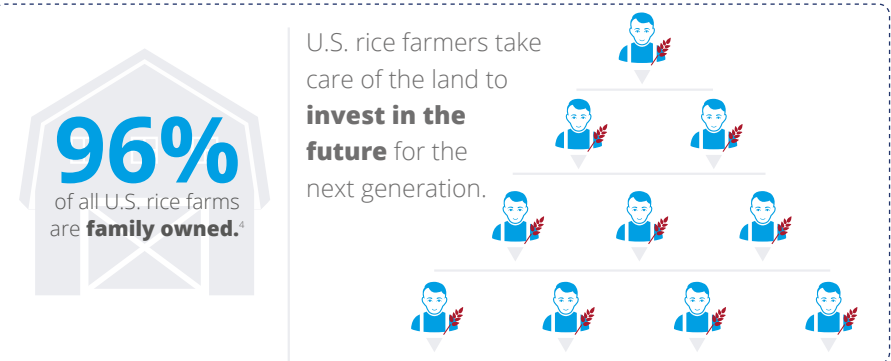 96%
of all U.S. rice farms
are family owned.4
U.S. rice farmers take
care of the land to
invest in the
future for the
next generation.